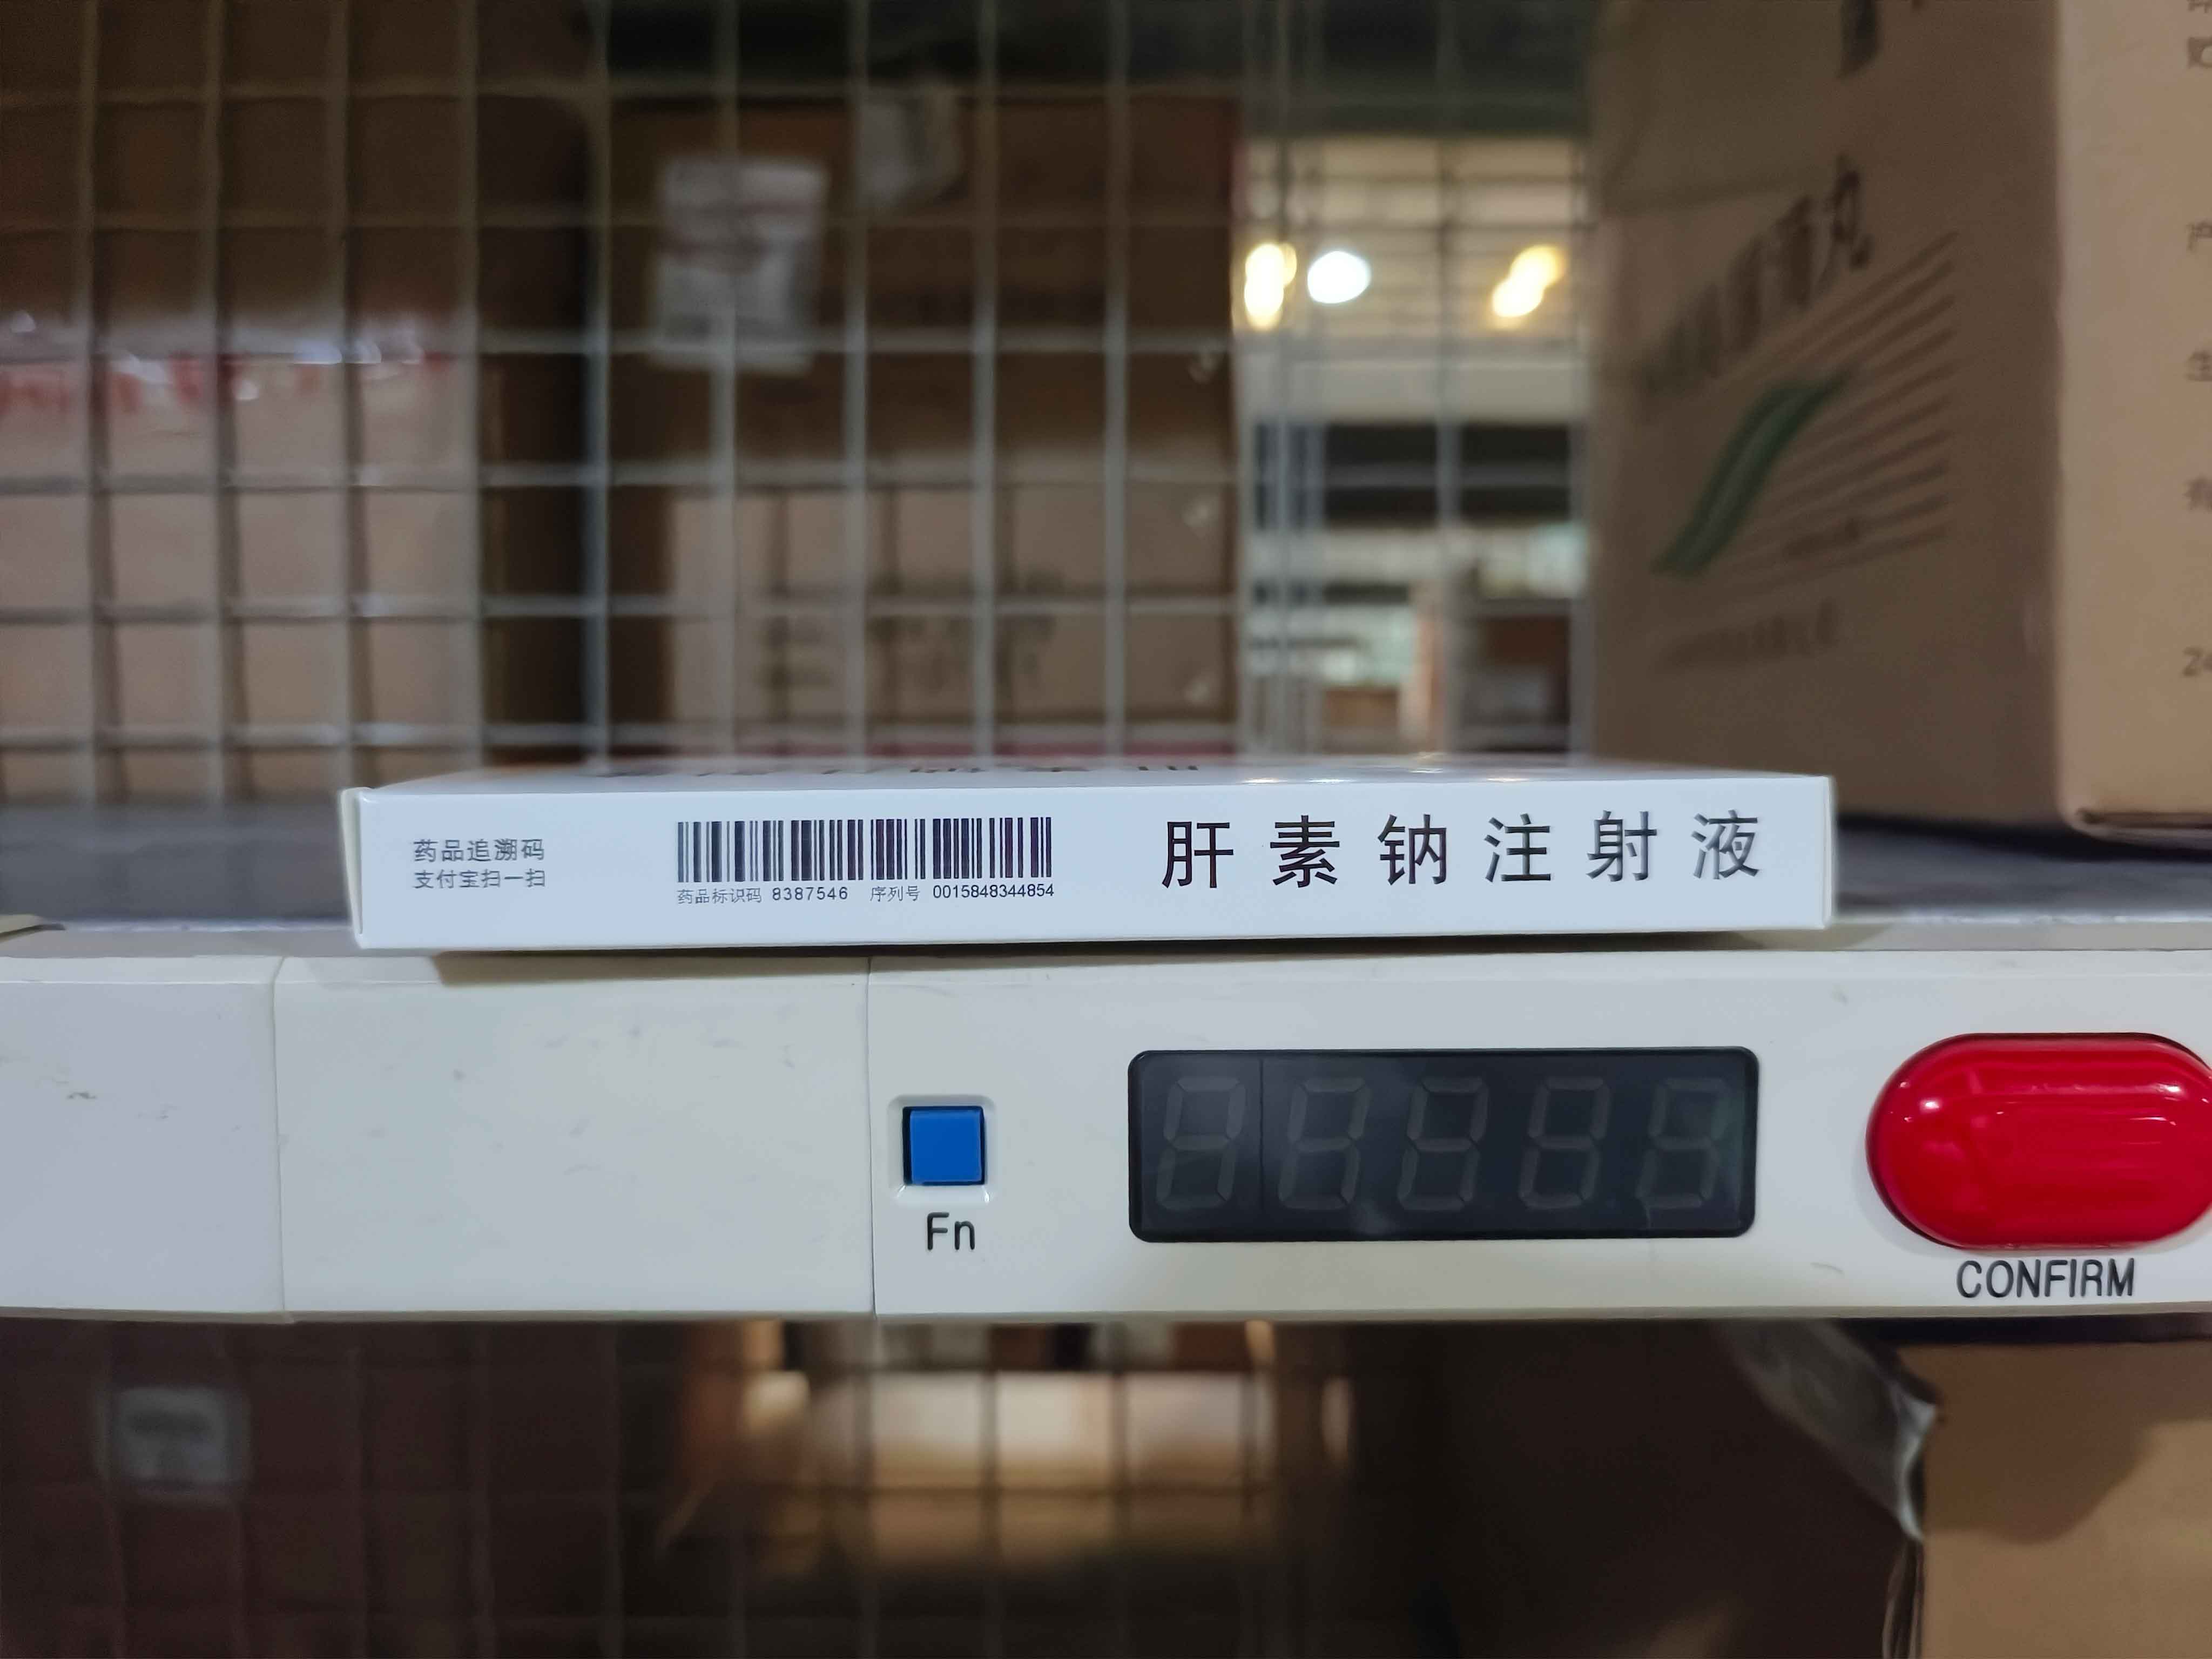 药品追溯码
支付宝扫一扫
药品标识码 8387546 序列号 0015848344854
肝素钠注射液
Fn
CONFIRM